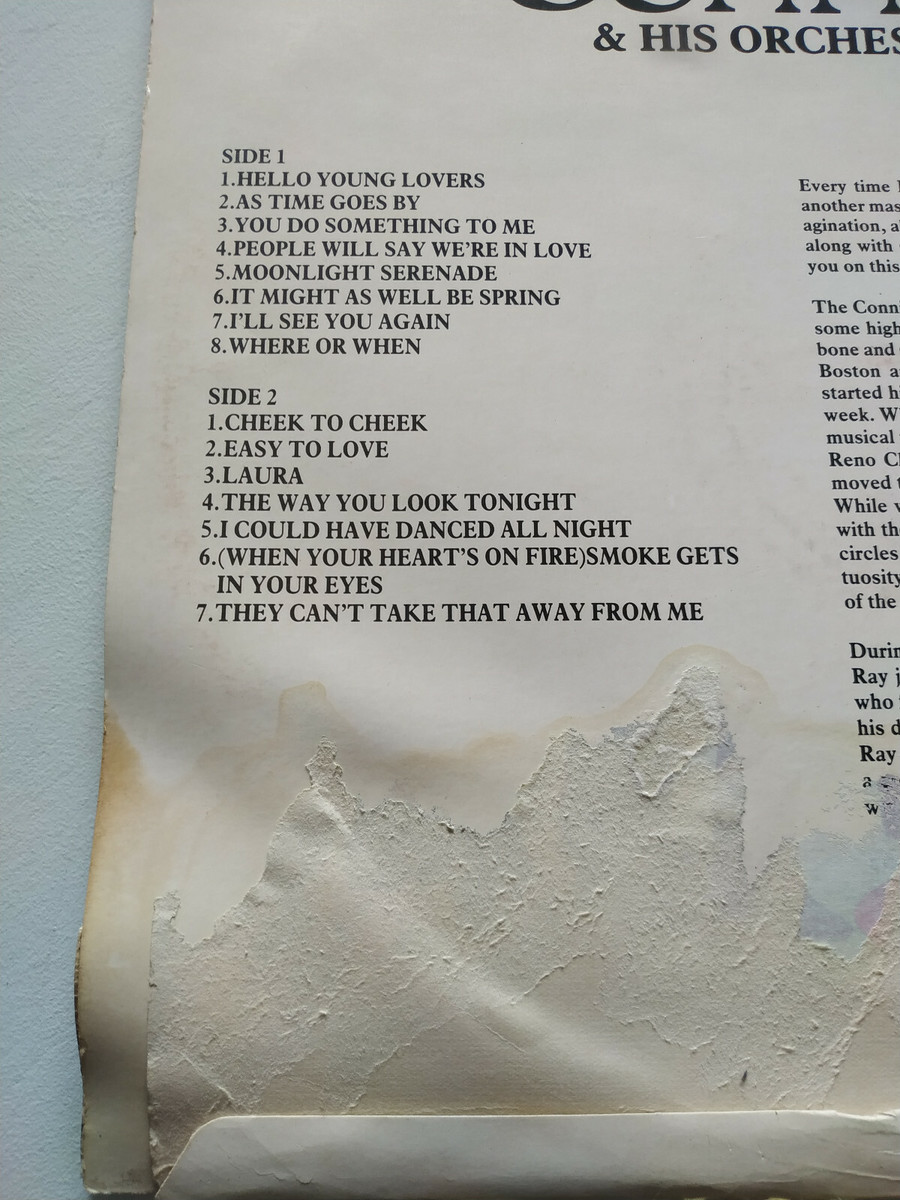 & HIS ORCHES
SIDE 1
1.HELLO YOUNG LOVERS
2.AS TIME GOES BY
3.YOU DO SOMETHING TO ME
4.PEOPLE WILL SAY WE'RE IN LOVE
5.MOONLIGHT SERENADE
6.IT MIGHT AS WELL BE SPRING
7.I'LL SEE YOU AGAIN
8.WHERE OR WHEN
SIDE 2
1.CHEEK TO CHEEK
2.EASY TO LOVE
3.LAURA
4.THE WAY YOU LOOK TONIGHT
5.I COULD HAVE DANCED ALL NIGHT
6.(WHEN YOUR HEART'S ON FIRE)SMOKE GETS
IN YOUR EYES
7.THEY CAN'T TAKE THAT AWAY FROM ME
Every time
another mas
agination, a
along with
you on this
The Conn
some high
bone and
Boston a
started h
week. W
musical
Reno C
moved t
While
with th
circles
tuosity
of the
Durin
Ray j
who
his d
Ray
a
w